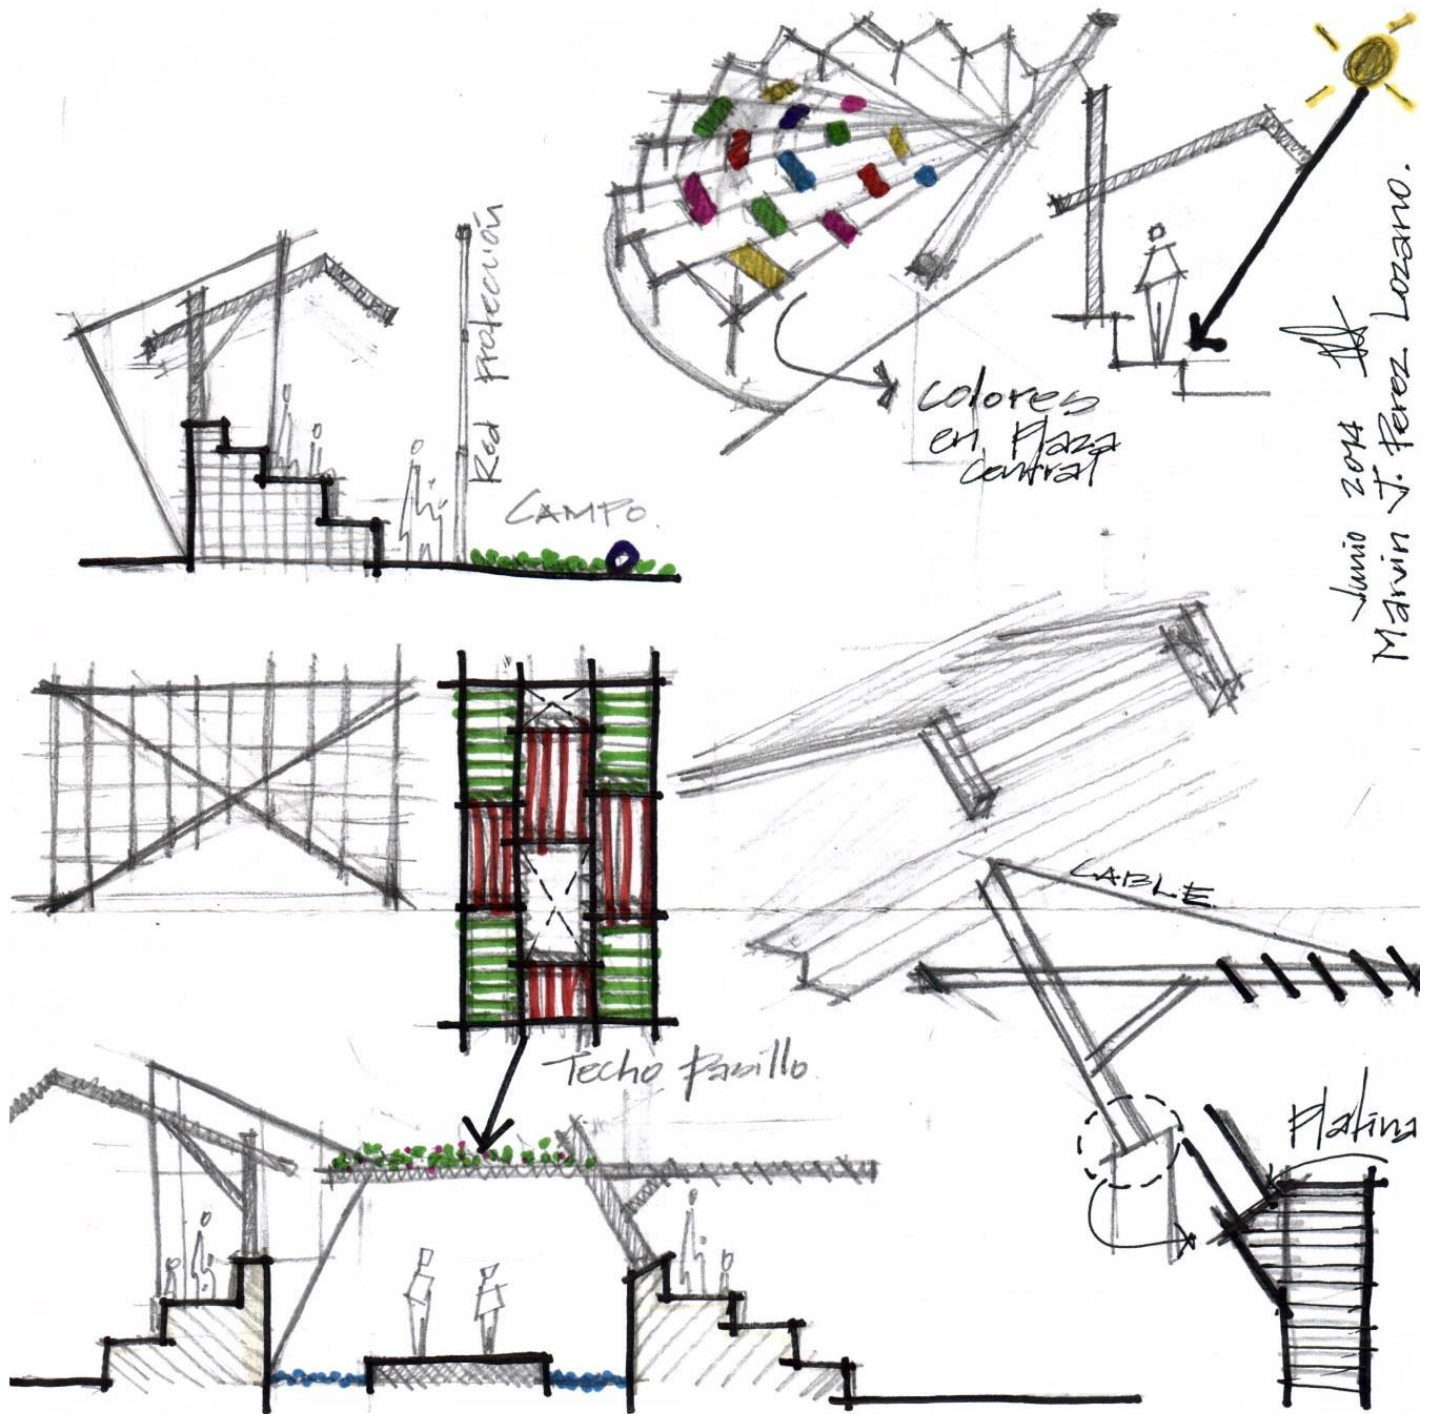 Red Protección
CAMPO.
colores
en Plaza
central
Junio 2014
Marvin J. Perez Lozano.
CABLE
Techo Pasillo.
Platina